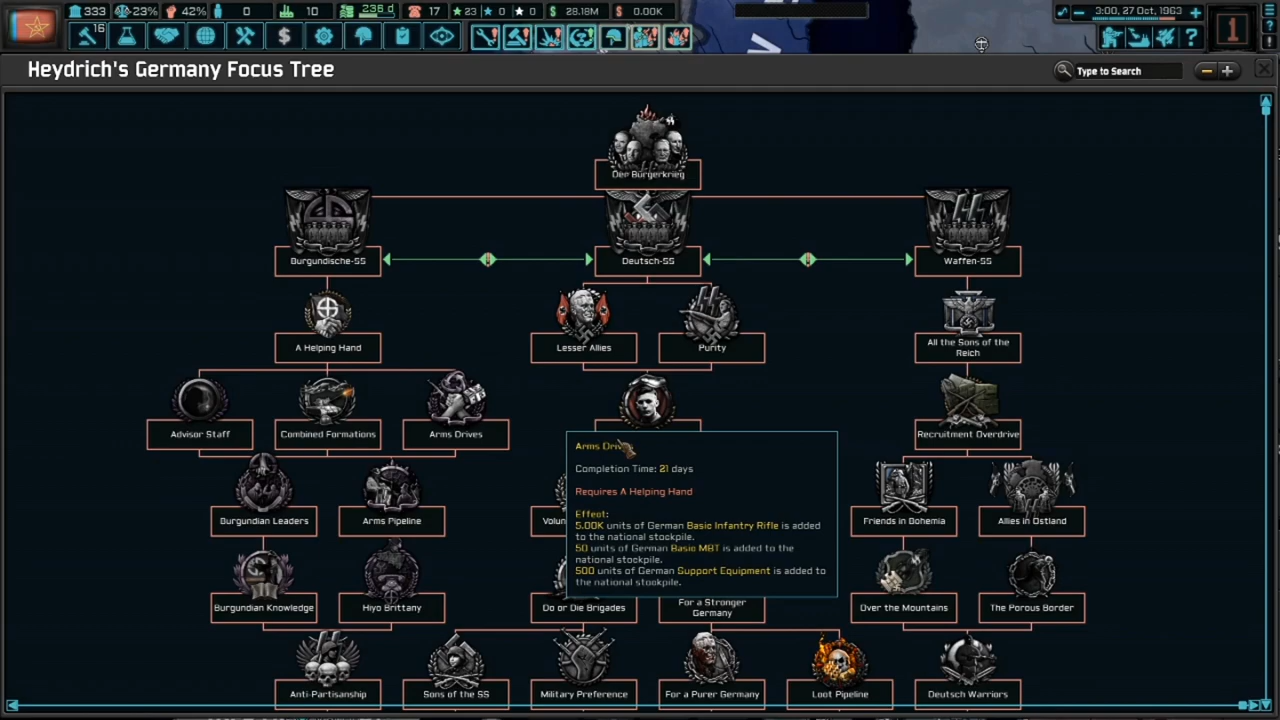 333 23% 42% 0 10 236 d 17 23 0 0 28.18M 0.00K
3:00, 27 Oct, 1963
16
1
Heydrich's Germany Focus Tree
Type to Search
Der Bürgerkrieg
Burgundische-SS Deutsch-SS Waffen-SS
A Helping Hand Lesser Allies Purity All the Sons of the
Reich
Advisor Staff Combined Formations Arms Drives Recruitment Overdrive
Arms
Completion Time: 21 days
Requires A Helping Hand
Effect:
5.00K units of German Basic Infantry Rifle is added
to the national stockpile.
50 units of German Basic MBT is added to the
national stockpile.
500 units of German Support Equipment is added to
the national stockpile.
Burgundian Leaders Arms Pipeline Friends in Bohemia Allies in Ostland
Burgundian Knowledge Hiyo Brittany Do or Die Brigades For a Stronger
Germany Over the Mountains The Porous Border
Anti-Partisanship Sons of the SS Military Preference For a Purer Germany Loot Pipeline Deutsch Warriors